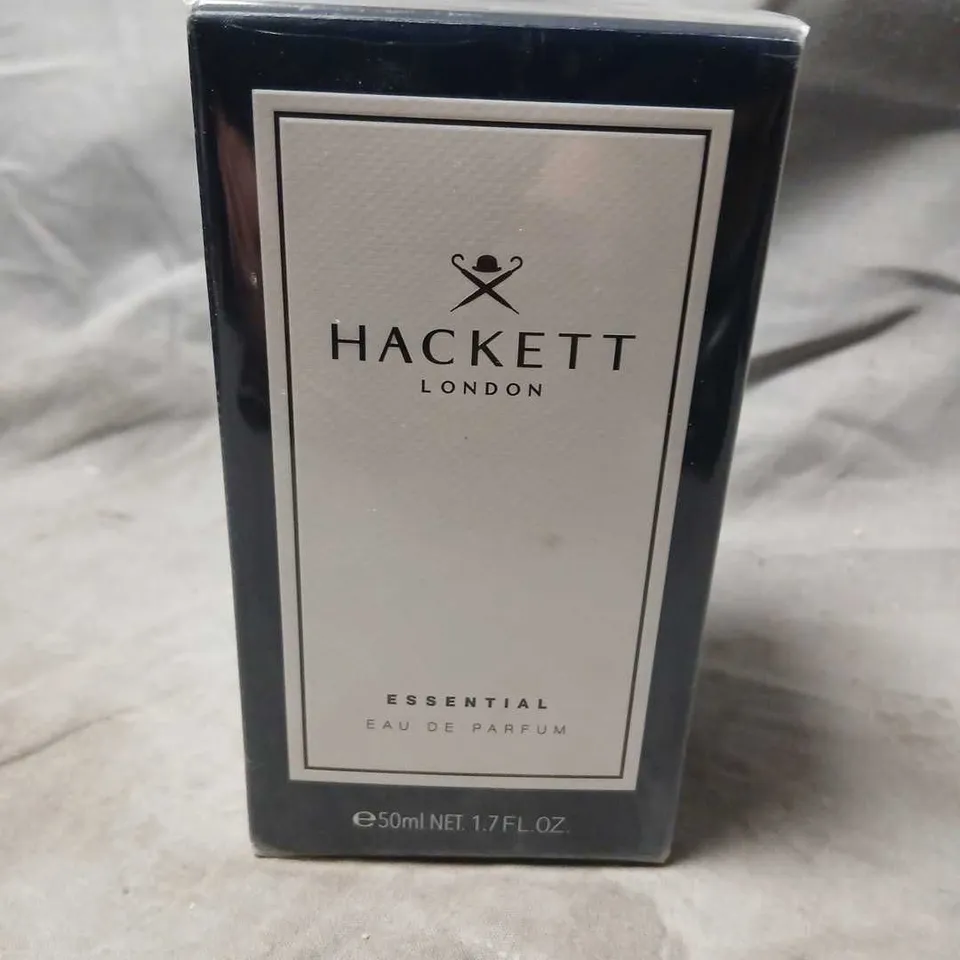 HACKETT
LONDON
ESSENTIAL
EAU DE PARFUM
℮50ml NET. 1.7 FL.OZ.